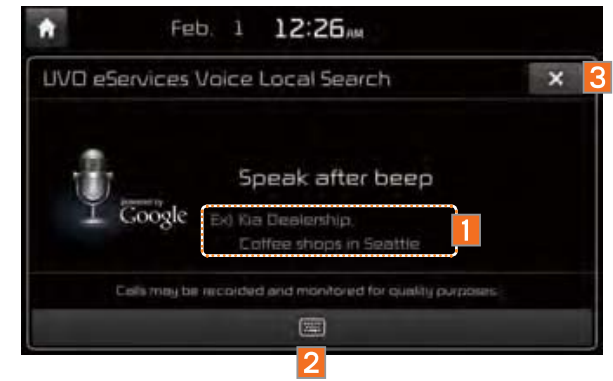 Feb. 1 12:26AM
UVO eServices Voice Local Search
3
Speak after beep
powered by
Google
Ex) Kia Dealership,
Coffee shops in Seattle
1
Calls may be recorded and monitored for quality purposes.
2